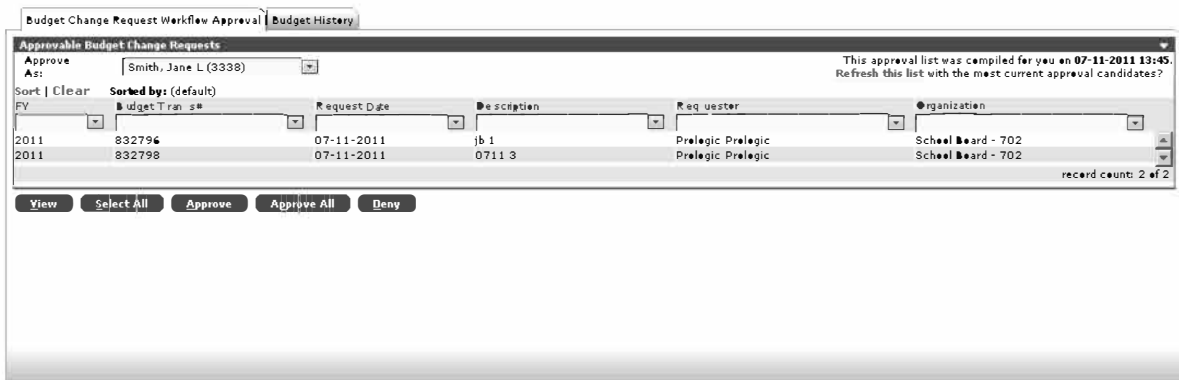 Budget Change Request Workflow Approval Budget History
Approvable Budget Change Requests
Approve As: Smith, Jane L (3338) This approval list was compiled for you on 07-11-2011 13:45.
Refresh this list with the most current approval candidates?
Sort | Clear Sorted by: (default)
FY Budget Trans# Request Date Description Requestor Organization
2011 832796 07-11-2011 jb 1 Prologic Prologic School Board - 702
2011 832798 07-11-2011 0711 3 Prologic Prologic School Board - 702
record count: 2 of 2
View Select All Approve Approve All Deny